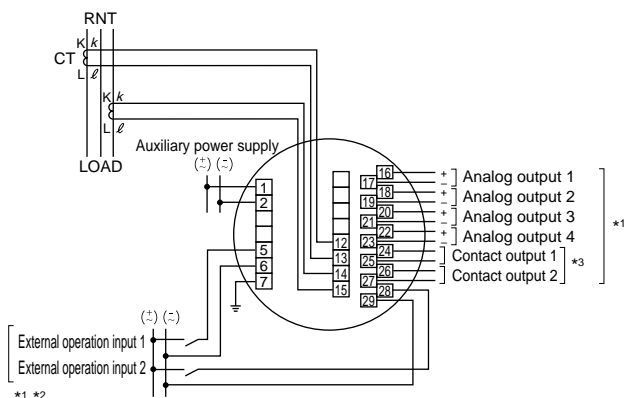 RNT
K k
CT
L ℓ
K k
L ℓ
LOAD
Auxiliary power supply
(+) (-)
1
2
5
6
7
12
13
14
15
16
17
18
19
20
21
22
23
24
25
26
27
28
29
+ Analog output 1
−
+ Analog output 2
−
+ Analog output 3
−
+ Analog output 4
−
Contact output 1
Contact output 2
*3
*1
(+) (-)
External operation input 1
External operation input 2
*1 *2